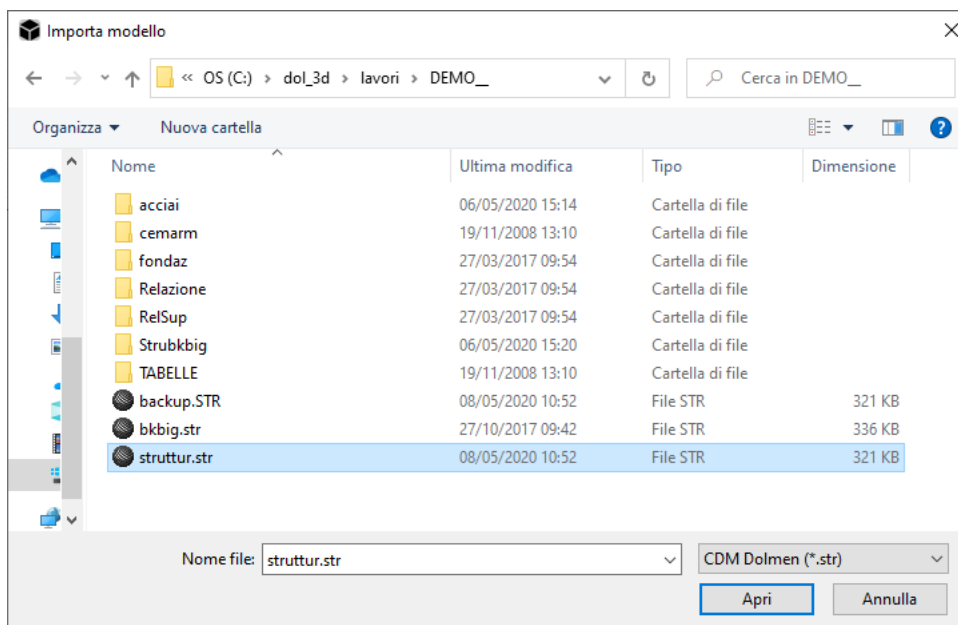 Importa modello
« OS (C:) › dol_3d › lavori › DEMO__
Cerca in DEMO__
Organizza
Nuova cartella
Nome Ultima modifica Tipo Dimensione
acciai 06/05/2020 15:14 Cartella di file
cemarm 19/11/2008 13:10 Cartella di file
fondaz 27/03/2017 09:54 Cartella di file
Relazione 27/03/2017 09:54 Cartella di file
RelSup 27/03/2017 09:54 Cartella di file
Strubkbig 06/05/2020 15:20 Cartella di file
TABELLE 19/11/2008 13:10 Cartella di file
backup.STR 08/05/2020 10:52 File STR 321 KB
bkbig.str 27/10/2017 09:42 File STR 336 KB
struttur.str 08/05/2020 10:52 File STR 321 KB
Nome file: struttur.str CDM Dolmen (*.str)
Apri Annulla